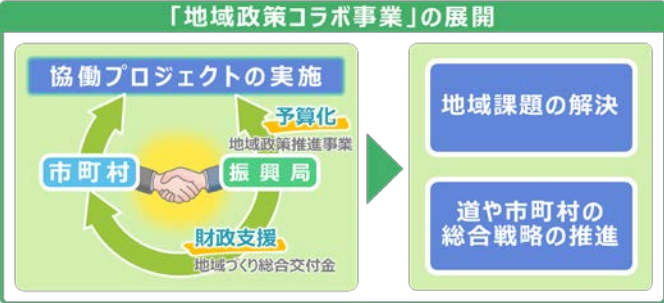 「地域政策コラボ事業」の展開
協働プロジェクトの実施
予算化
地域政策推進事業
市町村
振興局
財政支援
地域づくり総合交付金
地域課題の解決
道や市町村の
総合戦略の推進